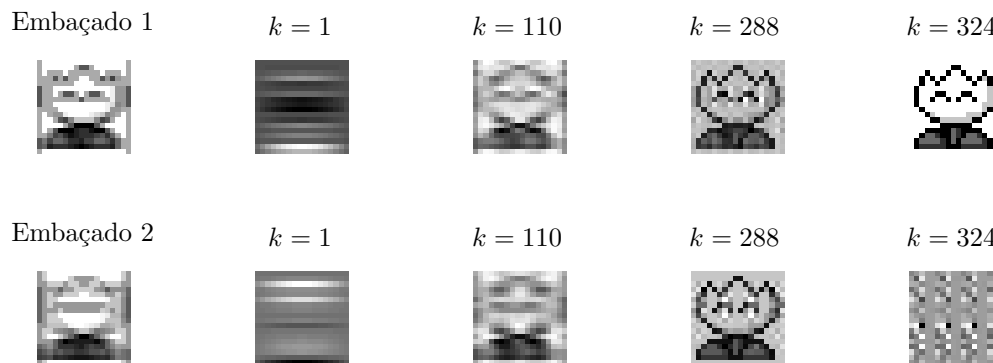 Embaçado 1 k = 1 k = 110 k = 288 k = 324
Embaçado 2 k = 1 k = 110 k = 288 k = 324